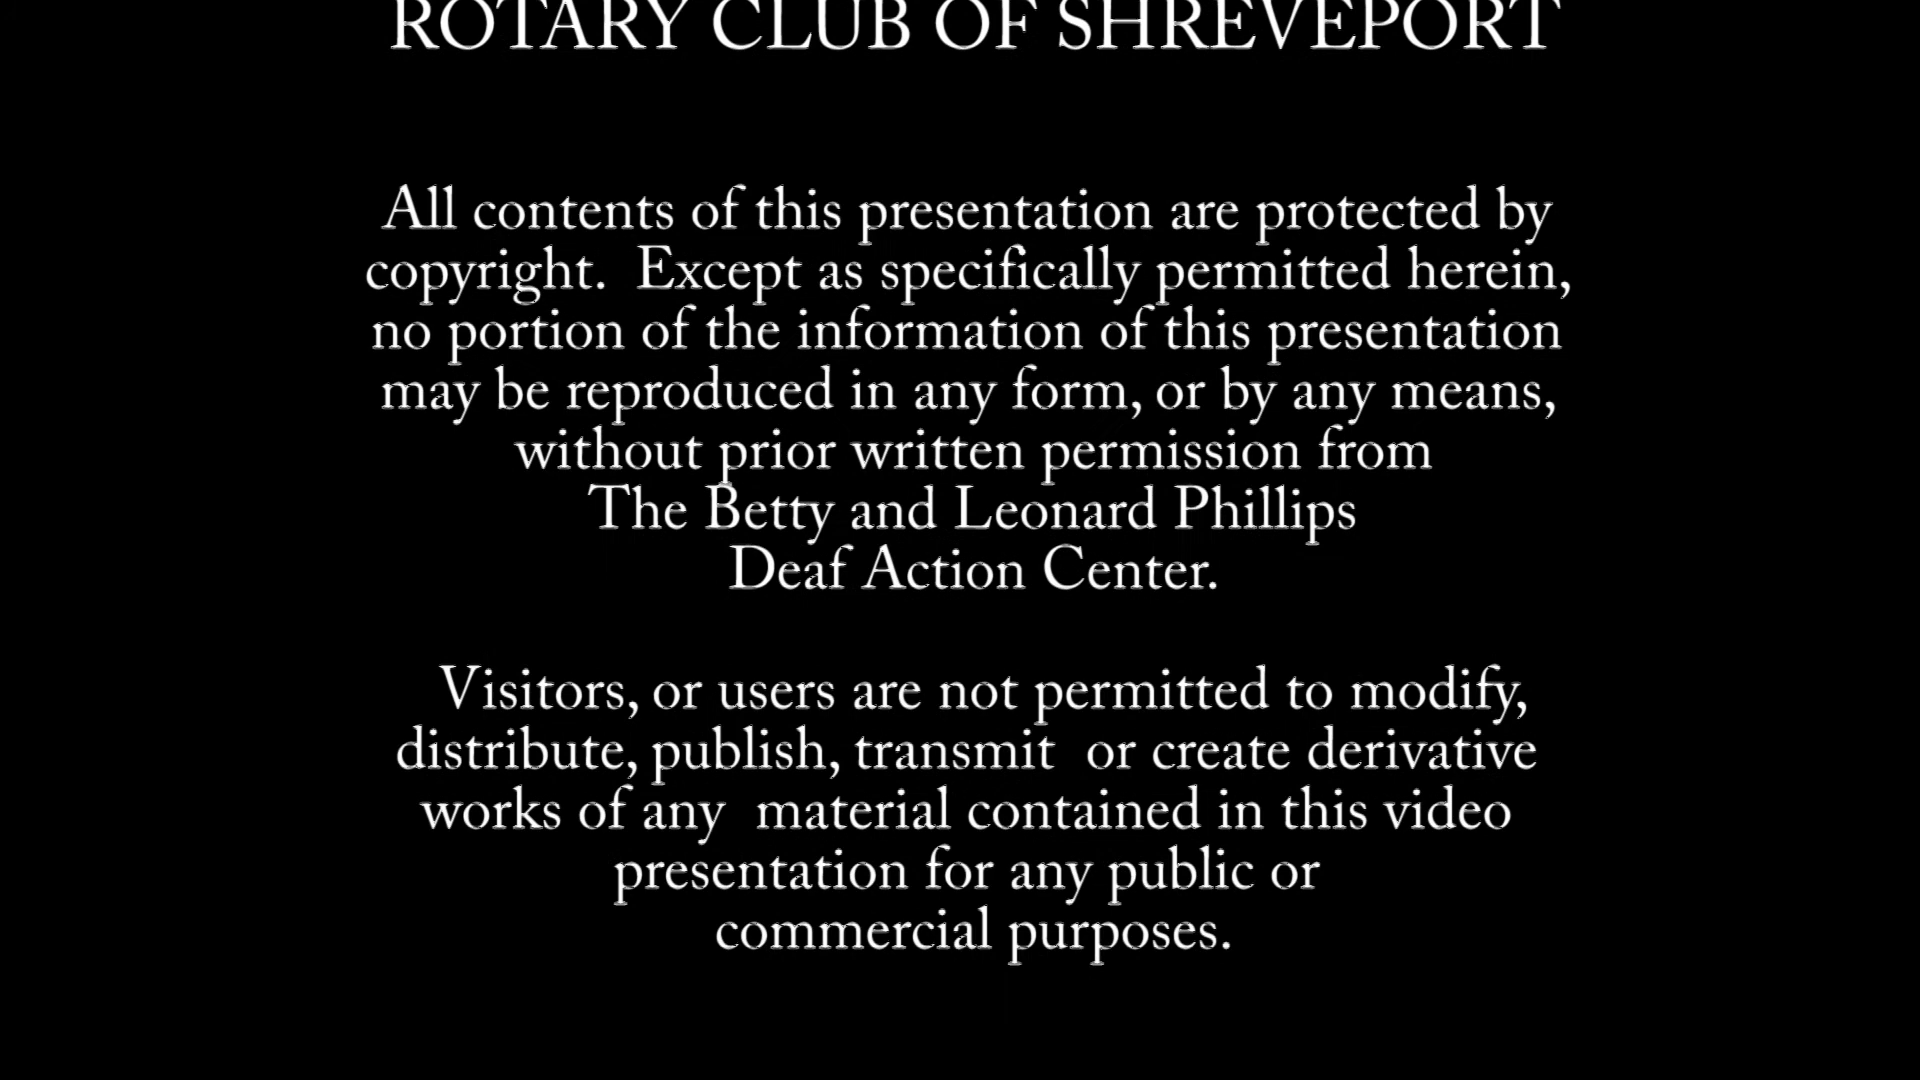 ROTARY CLUB OF SHREVEPORT
All contents of this presentation are protected by
copyright.  Except as specifically permitted herein,
no portion of the information of this presentation
may be reproduced in any form, or by any means,
without prior written permission from
The Betty and Leonard Phillips
Deaf Action Center.
Visitors, or users are not permitted to modify,
distribute, publish, transmit  or create derivative
works of any  material contained in this video
presentation for any public or
commercial purposes.